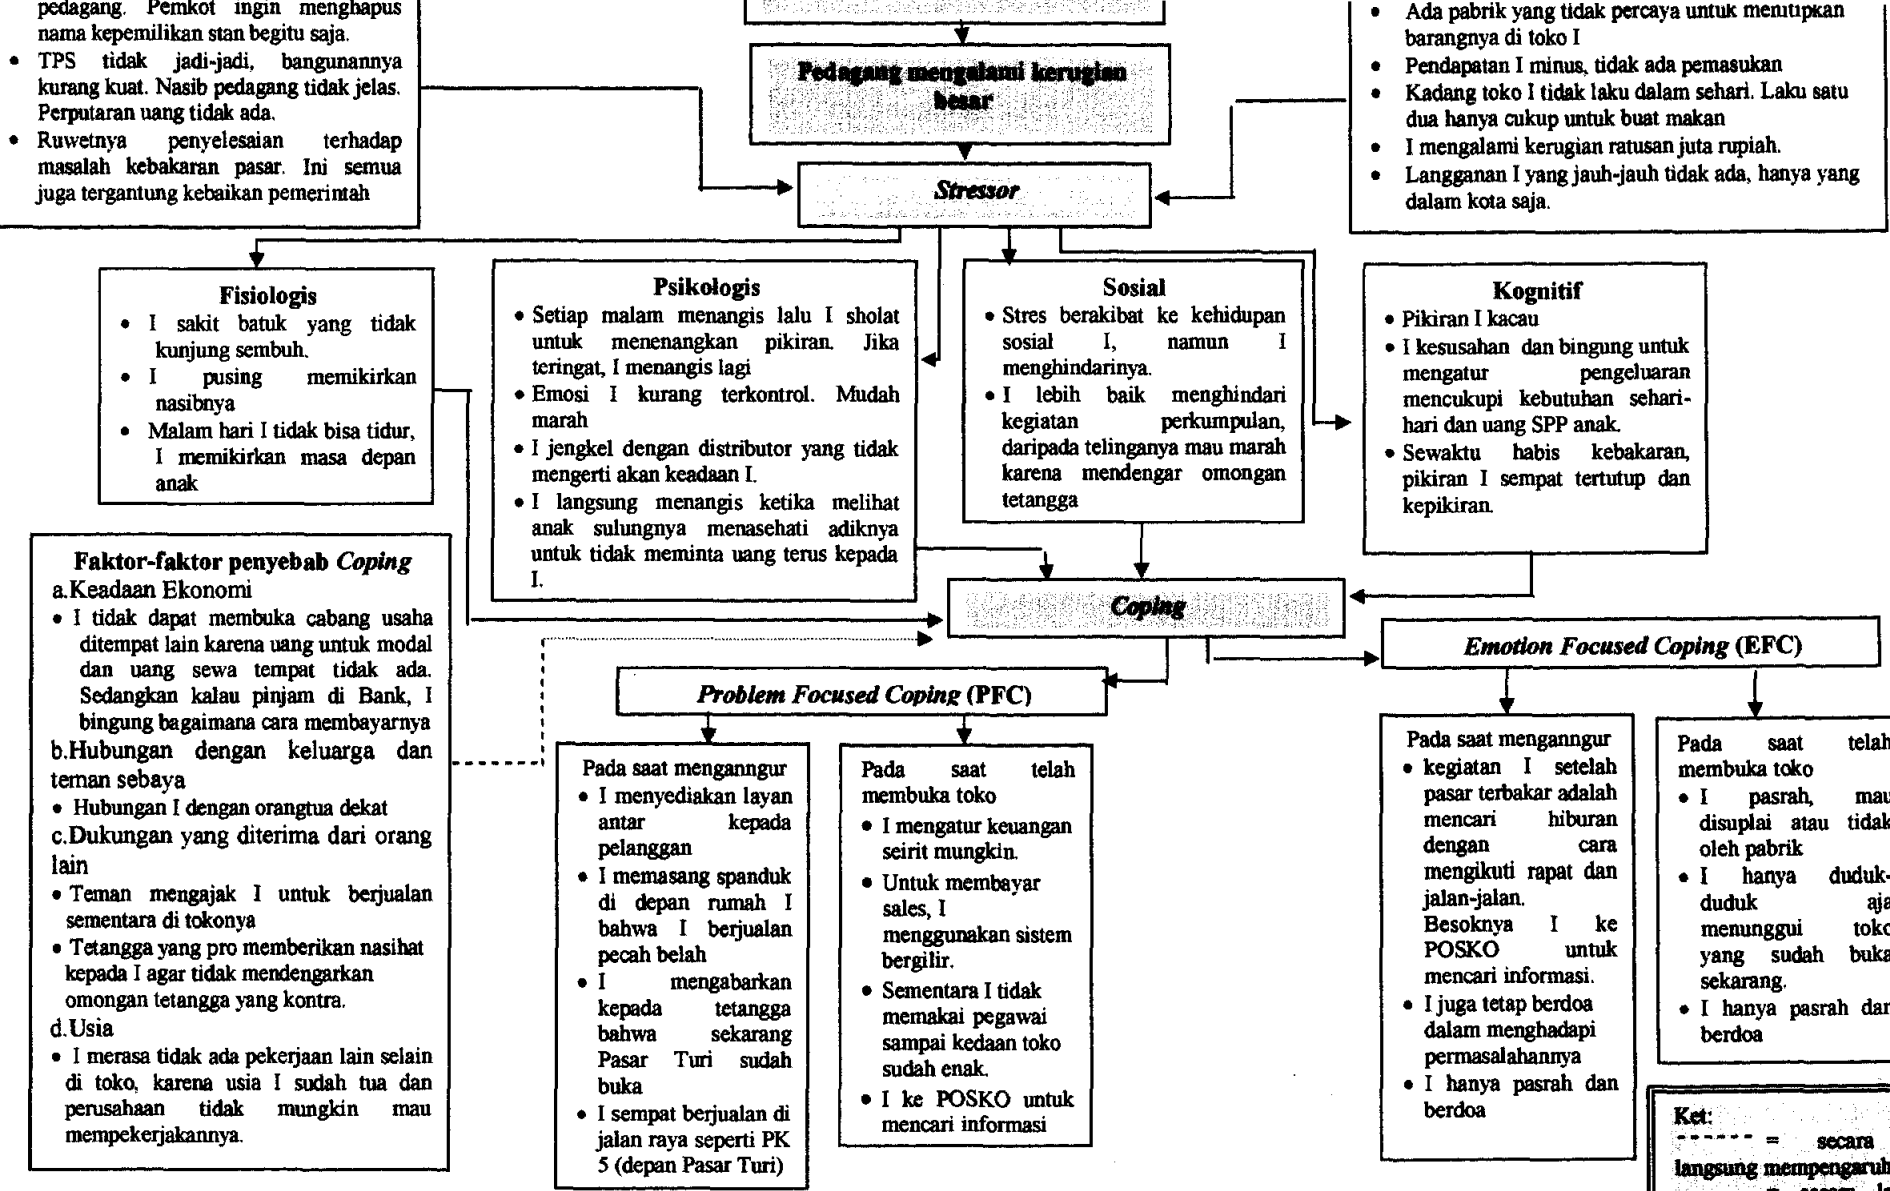 pedagang. Pemkot ingin menghapus
nama kepemilikan stan begitu saja.
• TPS tidak jadi-jadi, bangunannya
kurang kuat. Nasib pedagang tidak jelas.
Perputaran uang tidak ada.
• Ruwetnya penyelesaian terhadap
masalah kebakaran pasar. Ini semua
juga tergantung kebaikan pemerintah
Pedagang mengalami kerugian
besar
• Ada pabrik yang tidak percaya untuk menitipkan
barangnya di toko I
• Pendapatan I minus, tidak ada pemasukan
• Kadang toko I tidak laku dalam sehari. Laku satu
dua hanya cukup untuk buat makan
• I mengalami kerugian ratusan juta rupiah.
• Langganan I yang jauh-jauh tidak ada, hanya yang
dalam kota saja.
Stressor
Fisiologis
• I sakit batuk yang tidak
kunjung sembuh.
• I pusing memikirkan
nasibnya
• Malam hari I tidak bisa tidur,
I memikirkan masa depan
anak
Psikologis
• Setiap malam menangis lalu I sholat
untuk menenangkan pikiran. Jika
teringat, I menangis lagi
• Emosi I kurang terkontrol. Mudah
marah
• I jengkel dengan distributor yang tidak
mengerti akan keadaan I.
• I langsung menangis ketika melihat
anak sulungnya menasehati adiknya
untuk tidak meminta uang terus kepada
I.
Sosial
• Stres berakibat ke kehidupan
sosial I, namun I
menghindarinya.
• I lebih baik menghindari
kegiatan perkumpulan,
daripada telinganya mau marah
karena mendengar omongan
tetangga
Kognitif
• Pikiran I kacau
• I kesusahan dan bingung untuk
mengatur pengeluaran
mencukupi kebutuhan sehari-
hari dan uang SPP anak.
• Sewaktu habis kebakaran,
pikiran I sempat tertutup dan
kepikiran.
Faktor-faktor penyebab Coping
a.Keadaan Ekonomi
• I tidak dapat membuka cabang usaha
ditempat lain karena uang untuk modal
dan uang sewa tempat tidak ada.
Sedangkan kalau pinjam di Bank, I
bingung bagaimana cara membayarnya
b.Hubungan dengan keluarga dan
teman sebaya
• Hubungan I dengan orangtua dekat
c.Dukungan yang diterima dari orang
lain
• Teman mengajak I untuk berjualan
sementara di tokonya
• Tetangga yang pro memberikan nasihat
kepada I agar tidak mendengarkan
omongan tetangga yang kontra.
d.Usia
• I merasa tidak ada pekerjaan lain selain
di toko, karena usia I sudah tua dan
perusahaan tidak mungkin mau
mempekerjakannya.
Coping
Problem Focused Coping (PFC)
Emotion Focused Coping (EFC)
Pada saat menganngur
• I menyediakan layan
antar kepada
pelanggan
• I memasang spanduk
di depan rumah I
bahwa I berjualan
pecah belah
• I mengabarkan
kepada tetangga
bahwa sekarang
Pasar Turi sudah
buka
• I sempat berjualan di
jalan raya seperti PK
5 (depan Pasar Turi)
Pada saat telah
membuka toko
• I mengatur keuangan
seirit mungkin.
• Untuk membayar
sales, I
menggunakan sistem
bergilir.
• Sementara I tidak
memakai pegawai
sampai kedaan toko
sudah enak.
• I ke POSKO untuk
mencari informasi
Pada saat menganngur
• kegiatan I setelah
pasar terbakar adalah
mencari hiburan
dengan cara
mengikuti rapat dan
jalan-jalan.
Besoknya I ke
POSKO untuk
mencari informasi.
• I juga tetap berdoa
dalam menghadapi
permasalahannya
• I hanya pasrah dan
berdoa
Pada saat telah
membuka toko
• I pasrah, mau
disuplai atau tidak
oleh pabrik
• I hanya duduk-
duduk aja
menunggui toko
yang sudah buka
sekarang.
• I hanya pasrah dan
berdoa
Ket:
------ = secara
langsung mempengaruh